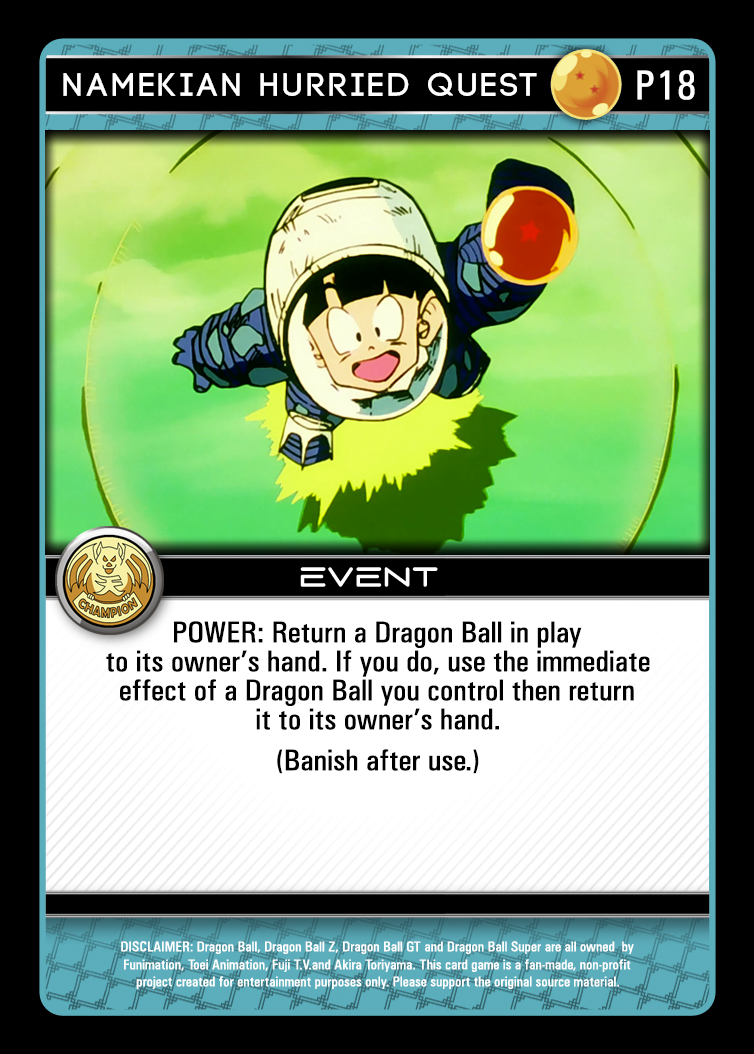 NAMEKIAN HURRIED QUEST P18
EVENT
CHAMPION
POWER: Return a Dragon Ball in play
to its owner's hand. If you do, use the immediate
effect of a Dragon Ball you control then return
it to its owner's hand.
(Banish after use.)
DISCLAIMER: Dragon Ball, Dragon Ball Z, Dragon Ball GT and Dragon Ball Super are all owned by
Funimation, Toei Animation, Fuji T.V.and Akira Toriyama. This card game is a fan-made, non-profit
project created for entertainment purposes only. Please support the original source material.